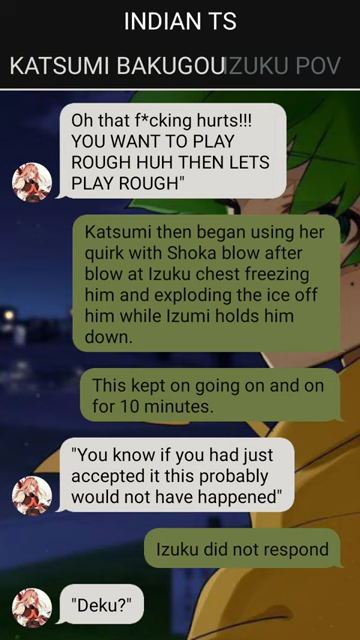 INDIAN TS
KATSUMI BAKUGOU IZUKU POV
Oh that f*cking hurts!!!
YOU WANT TO PLAY
ROUGH HUH THEN LETS
PLAY ROUGH"
Katsumi then began using her
quirk with Shoka blow after
blow at Izuku chest freezing
him and exploding the ice off
him while Izumi holds him
down.
This kept on going on and on
for 10 minutes.
"You know if you had just
accepted it this probably
would not have happened"
Izuku did not respond
"Deku?"